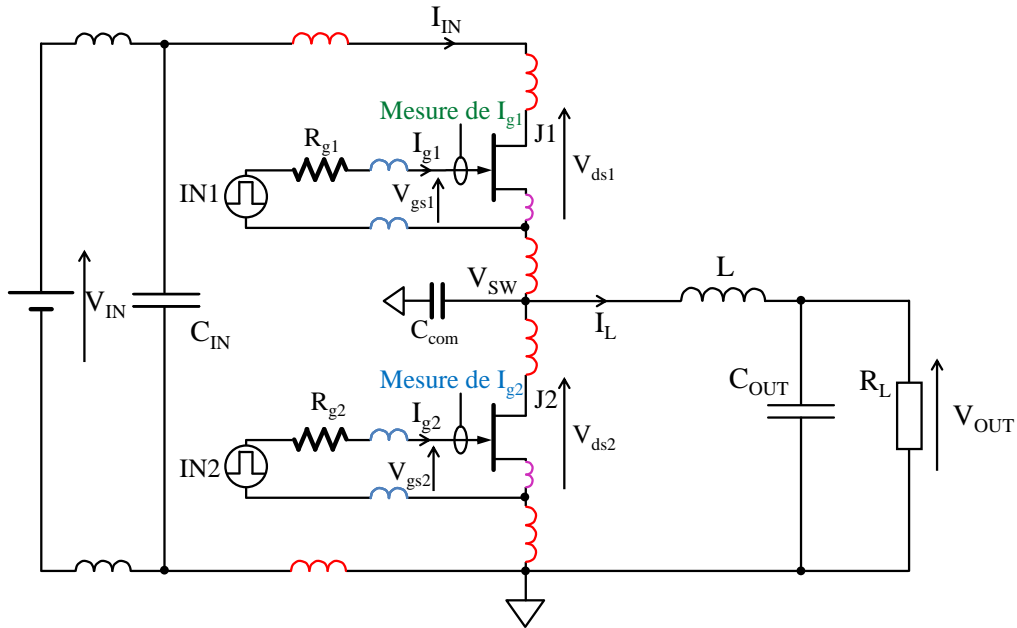 I_IN
Mesure de I_g1
R_g1
I_g1
J1
V_ds1
IN1
V_gs1
V_SW
L
V_IN
C_IN
C_com
I_L
Mesure de I_g2
C_OUT
R_L
R_g2
I_g2
J2
V_OUT
V_ds2
IN2
V_gs2